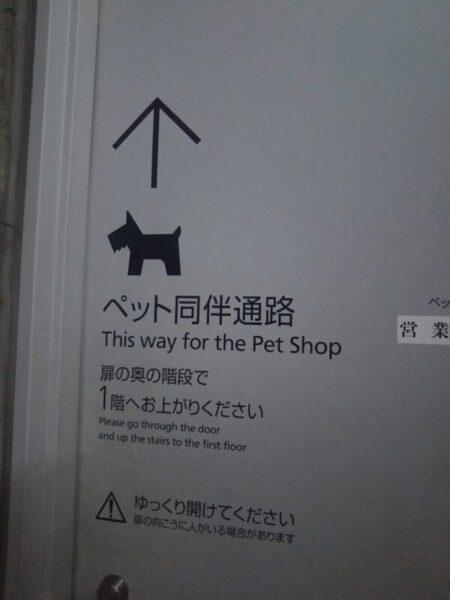 ペット同伴通路
This way for the Pet Shop
扉の奥の階段で
1階へお上がりください
Please go through the door
and up the stairs to the first floor
ゆっくり開けてください
扉の向こうに人がいる場合があります
ペッ
営業